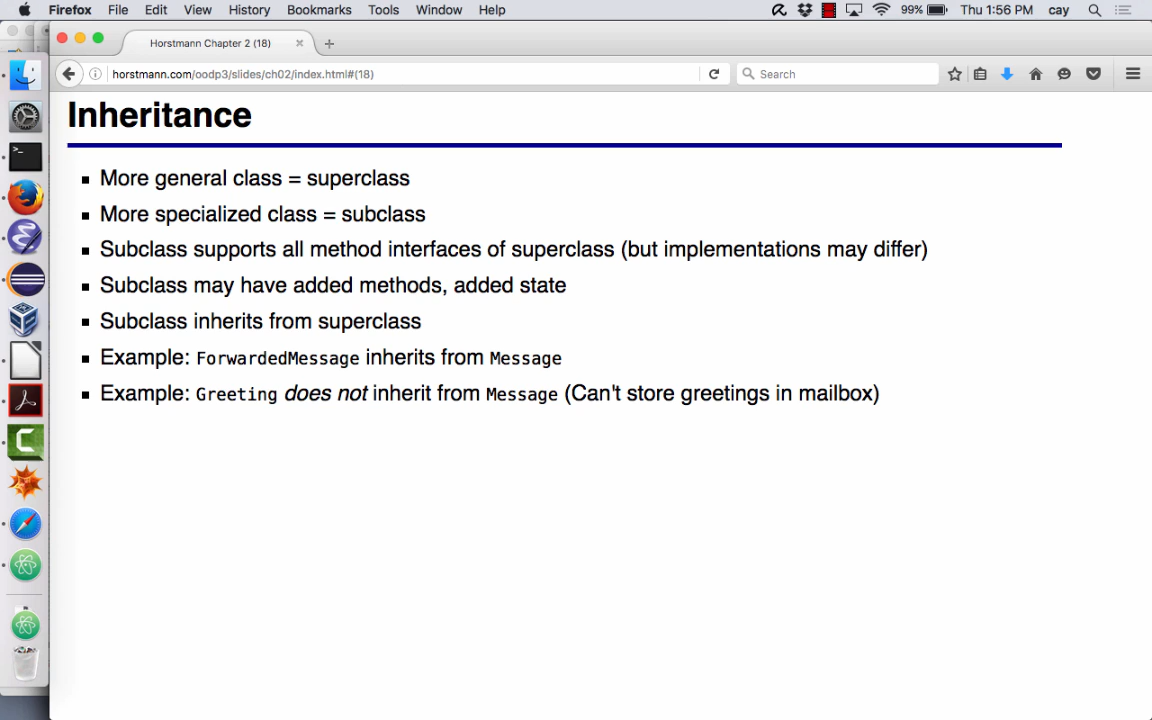 Firefox File Edit View History Bookmarks Tools Window Help 99% Thu 1:56 PM cay
Horstmann Chapter 2 (18)
horstmann.com/oodp3/slides/ch02/index.html#(18) Search
Inheritance
More general class = superclass
More specialized class = subclass
Subclass supports all method interfaces of superclass (but implementations may differ)
Subclass may have added methods, added state
Subclass inherits from superclass
Example: ForwardedMessage inherits from Message
Example: Greeting does not inherit from Message (Can't store greetings in mailbox)